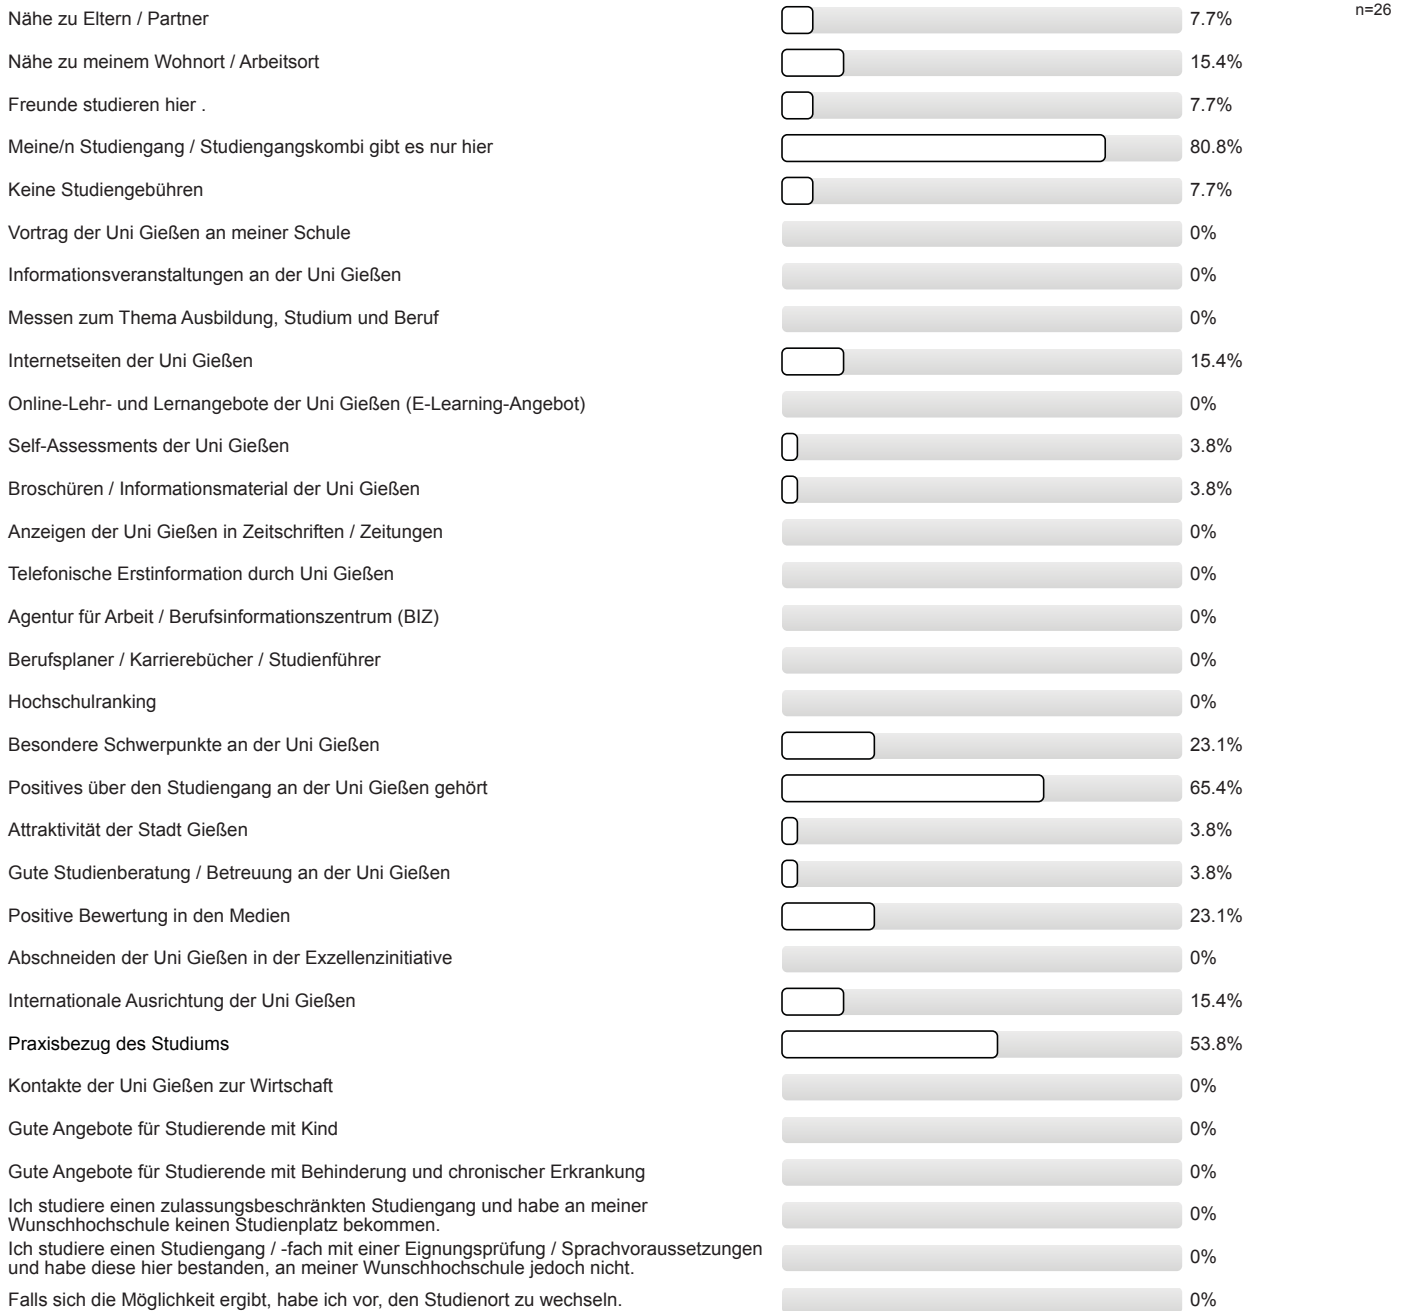 Nähe zu Eltern / Partner 7.7% n=26
Nähe zu meinem Wohnort / Arbeitsort 15.4%
Freunde studieren hier . 7.7%
Meine/n Studiengang / Studiengangskombi gibt es nur hier 80.8%
Keine Studiengebühren 7.7%
Vortrag der Uni Gießen an meiner Schule 0%
Informationsveranstaltungen an der Uni Gießen 0%
Messen zum Thema Ausbildung, Studium und Beruf 0%
Internetseiten der Uni Gießen 15.4%
Online-Lehr- und Lernangebote der Uni Gießen (E-Learning-Angebot) 0%
Self-Assessments der Uni Gießen 3.8%
Broschüren / Informationsmaterial der Uni Gießen 3.8%
Anzeigen der Uni Gießen in Zeitschriften / Zeitungen 0%
Telefonische Erstinformation durch Uni Gießen 0%
Agentur für Arbeit / Berufsinformationszentrum (BIZ) 0%
Berufsplaner / Karrierebücher / Studienführer 0%
Hochschulranking 0%
Besondere Schwerpunkte an der Uni Gießen 23.1%
Positives über den Studiengang an der Uni Gießen gehört 65.4%
Attraktivität der Stadt Gießen 3.8%
Gute Studienberatung / Betreuung an der Uni Gießen 3.8%
Positive Bewertung in den Medien 23.1%
Abschneiden der Uni Gießen in der Exzellenzinitiative 0%
Internationale Ausrichtung der Uni Gießen 15.4%
Praxisbezug des Studiums 53.8%
Kontakte der Uni Gießen zur Wirtschaft 0%
Gute Angebote für Studierende mit Kind 0%
Gute Angebote für Studierende mit Behinderung und chronischer Erkrankung 0%
Ich studiere einen zulassungsbeschränkten Studiengang und habe an meiner
Wunschhochschule keinen Studienplatz bekommen. 0%
Ich studiere einen Studiengang / -fach mit einer Eignungsprüfung / Sprachvoraussetzungen
und habe diese hier bestanden, an meiner Wunschhochschule jedoch nicht. 0%
Falls sich die Möglichkeit ergibt, habe ich vor, den Studienort zu wechseln. 0%